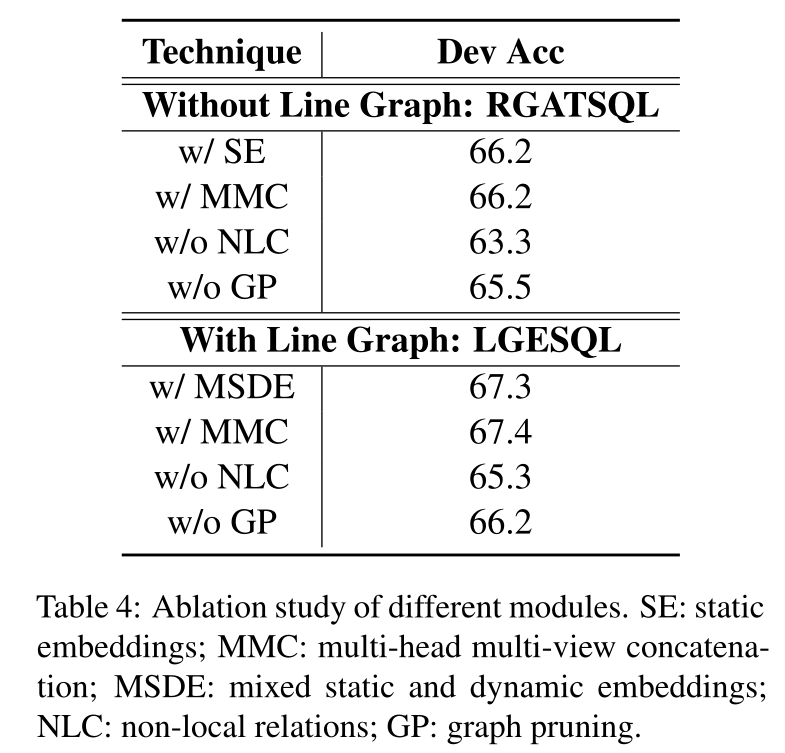 Technique Dev Acc
Without Line Graph: RGATSQL
w/ SE 66.2
w/ MMC 66.2
w/o NLC 63.3
w/o GP 65.5
With Line Graph: LGESQL
w/ MSDE 67.3
w/ MMC 67.4
w/o NLC 65.3
w/o GP 66.2
Table 4: Ablation study of different modules. SE: static
embeddings; MMC: multi-head multi-view concatena-
tion; MSDE: mixed static and dynamic embeddings;
NLC: non-local relations; GP: graph pruning.